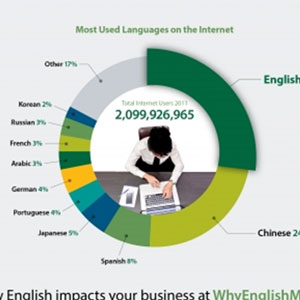 Most Used Languages on the Internet
Other 17%
English
Korean 2%
Russian 3%
French 3%
Arabic 3%
German 4%
Portuguese 4%
Japanese 5%
Spanish 8%
Chinese 24
Total Internet Users 2011
2,099,926,965
English impacts your business at WhyEnglishM